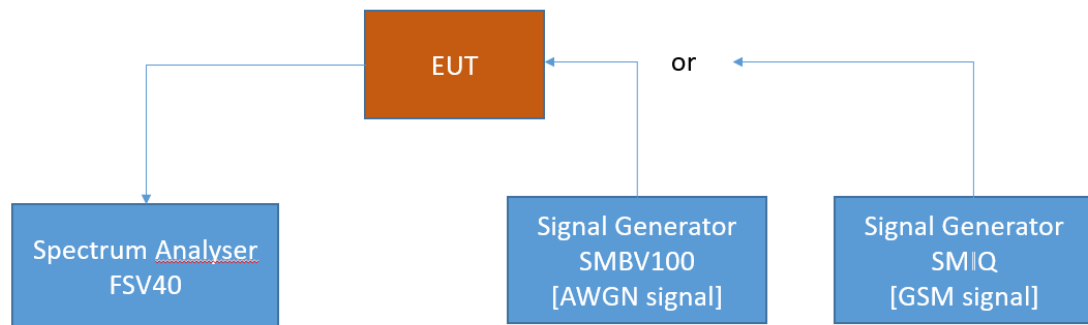 EUT
or
Spectrum Analyser
FSV40
Signal Generator
SMBV100
[AWGN signal]
Signal Generator
SMIQ
[GSM signal]